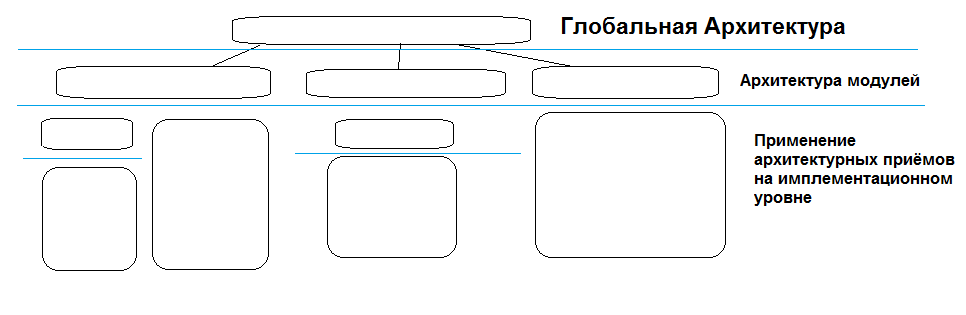 Глобальная Архитектура
Архитектура модулей
Применение
архитектурных приёмов
на имплементационном
уровне